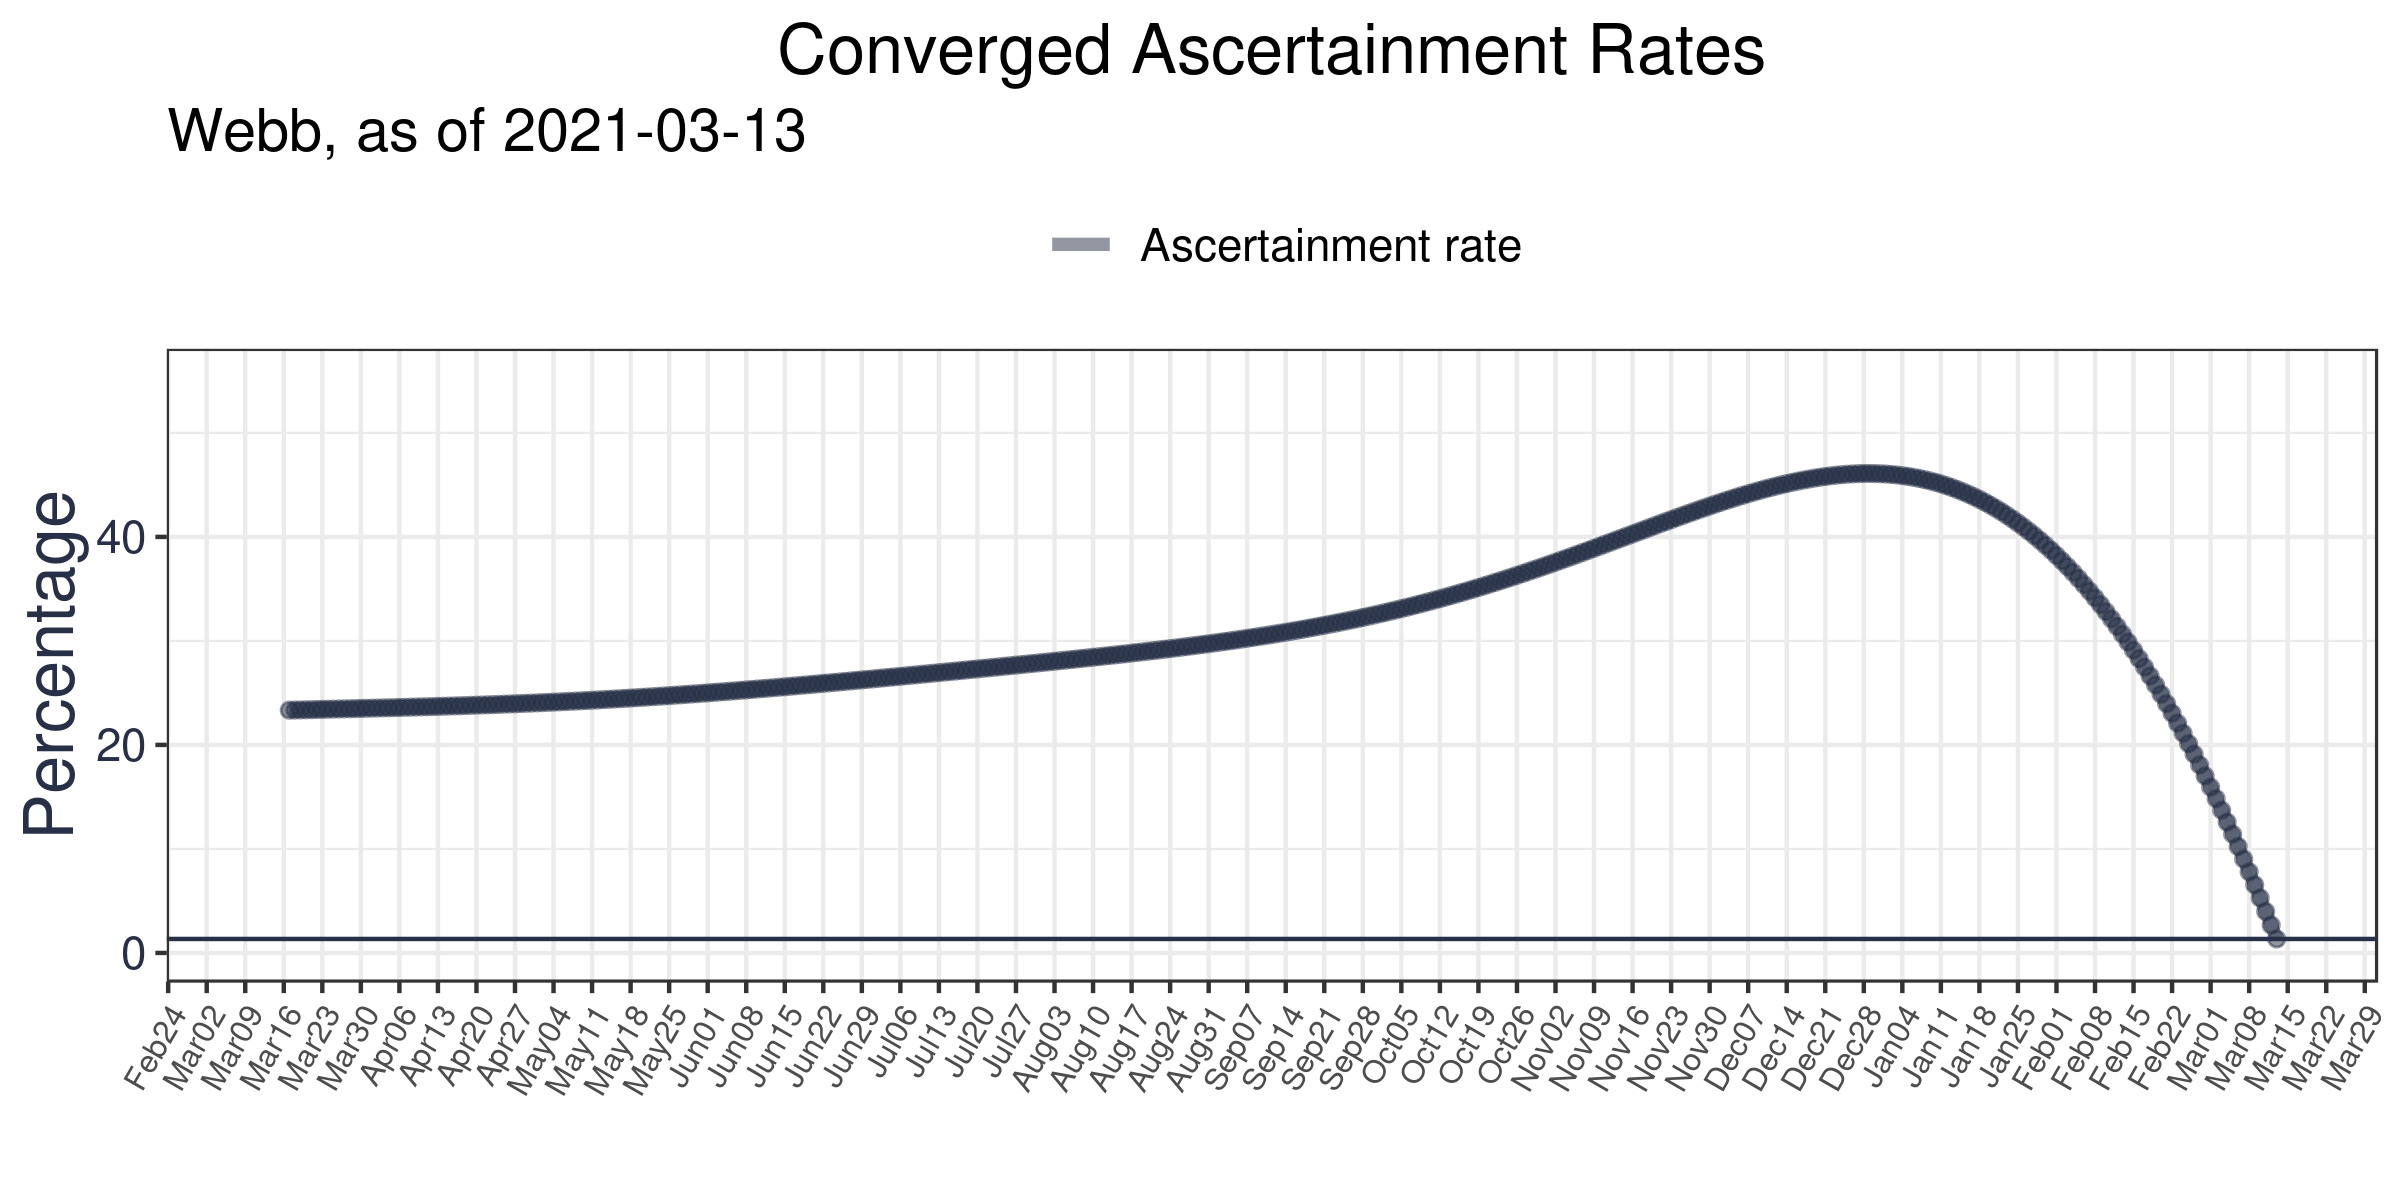 Converged Ascertainment Rates
Webb, as of 2021-03-13
Ascertainment rate
Percentage
40
20
0
Feb24
Mar02
Mar09
Mar16
Mar23
Mar30
Apr06
Apr13
Apr20
Apr27
May04
May11
May18
May25
Jun01
Jun08
Jun15
Jun22
Jun29
Jul06
Jul13
Jul20
Jul27
Aug03
Aug10
Aug17
Aug24
Aug31
Sep07
Sep14
Sep21
Sep28
Oct05
Oct12
Oct19
Oct26
Nov02
Nov09
Nov16
Nov23
Nov30
Dec07
Dec14
Dec21
Dec28
Jan04
Jan11
Jan18
Jan25
Feb01
Feb08
Feb15
Feb22
Mar01
Mar08
Mar15
Mar22
Mar29